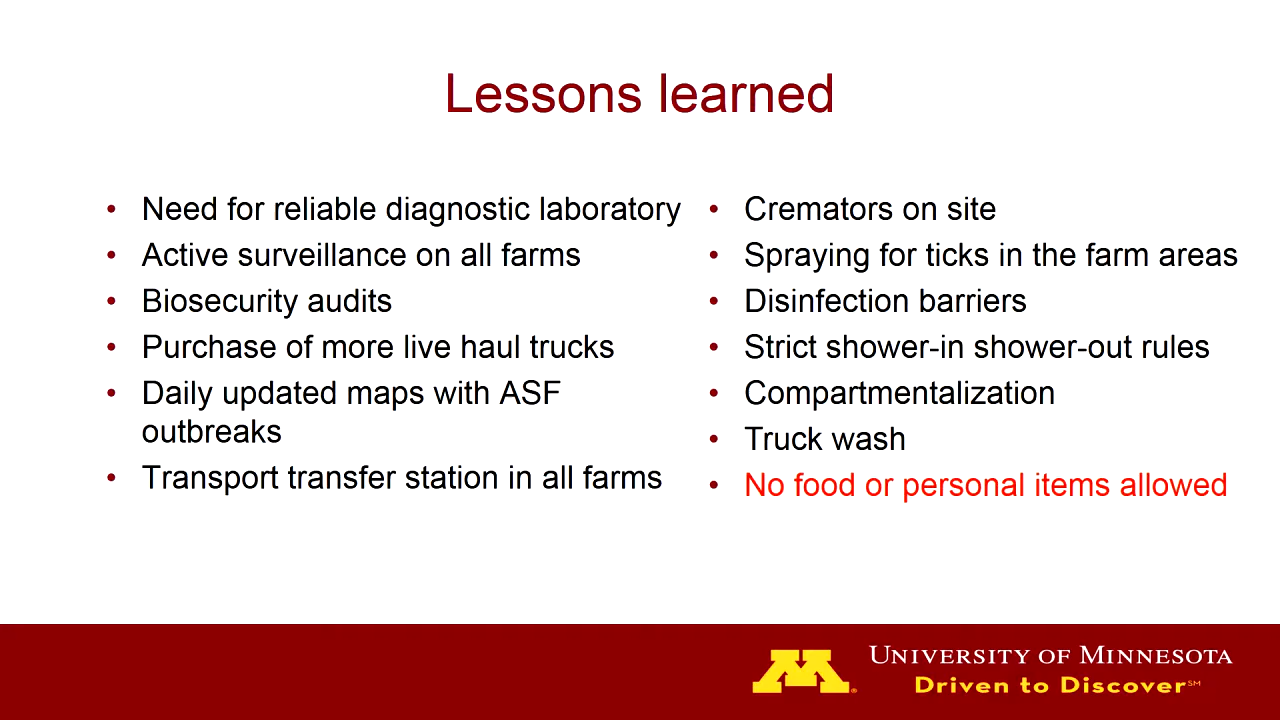 Lessons learned
• Need for reliable diagnostic laboratory
• Active surveillance on all farms
• Biosecurity audits
• Purchase of more live haul trucks
• Daily updated maps with ASF
outbreaks
• Transport transfer station in all farms
• Cremators on site
• Spraying for ticks in the farm areas
• Disinfection barriers
• Strict shower-in shower-out rules
• Compartmentalization
• Truck wash
• No food or personal items allowed
M®
UNIVERSITY OF MINNESOTA
Driven to Discover℠